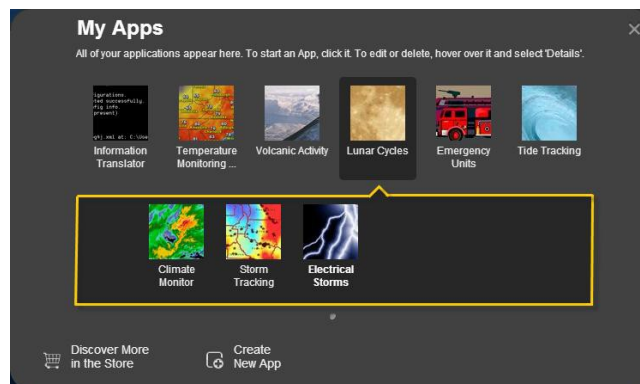 My Apps
All of your applications appear here. To start an App, click it. To edit or delete, hover over it and select 'Details'.
Information
Translator
Temperature
Monitoring ...
Volcanic Activity
Lunar Cycles
Emergency
Units
Tide Tracking
Climate
Monitor
Storm
Tracking
Electrical
Storms
Discover More
in the Store
Create
New App